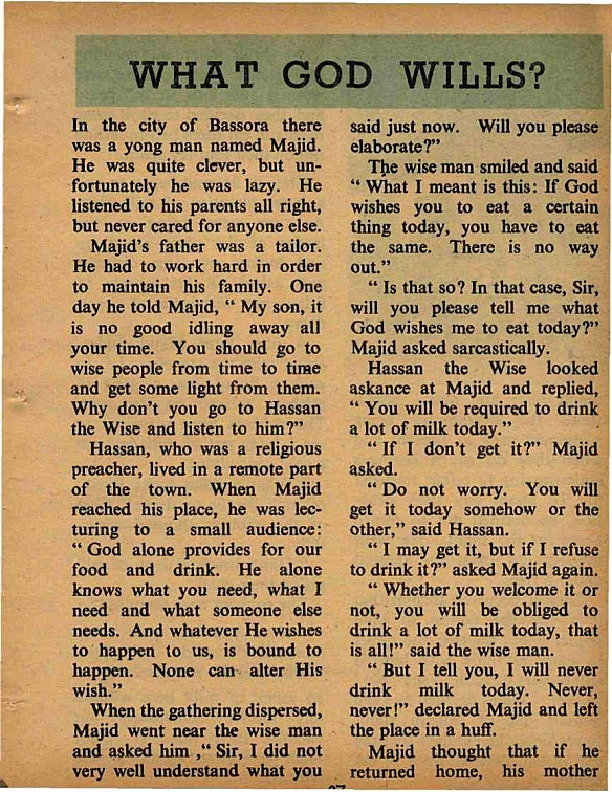 WHAT GOD WILLS?
In the city of Bassora there
was a yong man named Majid.
He was quite clever, but un-
fortunately he was lazy. He
listened to his parents all right,
but never cared for anyone else.
Majid's father was a tailor.
He had to work hard in order
to maintain his family. One
day he told Majid, “ My son, it
is no good idling away all
your time. You should go to
wise people from time to time
and get some light from them.
Why don't you go to Hassan
the Wise and listen to him?”
Hassan, who was a religious
preacher, lived in a remote part
of the town. When Majid
reached his place, he was lec-
turing to a small audience:
“ God alone provides for our
food and drink. He alone
knows what you need, what I
need and what someone else
needs. And whatever He wishes
to happen to us, is bound to
happen. None can alter His
wish.”
When the gathering dispersed,
Majid went near the wise man
and asked him ,“ Sir, I did not
very well understand what you
said just now. Will you please
elaborate?”
The wise man smiled and said
“ What I meant is this: If God
wishes you to eat a certain
thing today, you have to eat
the same. There is no way
out.”
“ Is that so? In that case, Sir,
will you please tell me what
God wishes me to eat today?”
Majid asked sarcastically.
Hassan the Wise looked
askance at Majid and replied,
“ You will be required to drink
a lot of milk today.”
“ If I don't get it?” Majid
asked.
“ Do not worry. You will
get it today somehow or the
other,” said Hassan.
“ I may get it, but if I refuse
to drink it?” asked Majid again.
“ Whether you welcome it or
not, you will be obliged to
drink a lot of milk today, that
is all!” said the wise man.
“ But I tell you, I will never
drink milk today. Never,
never!” declared Majid and left
the place in a huff.
Majid thought that if he
returned home, his mother